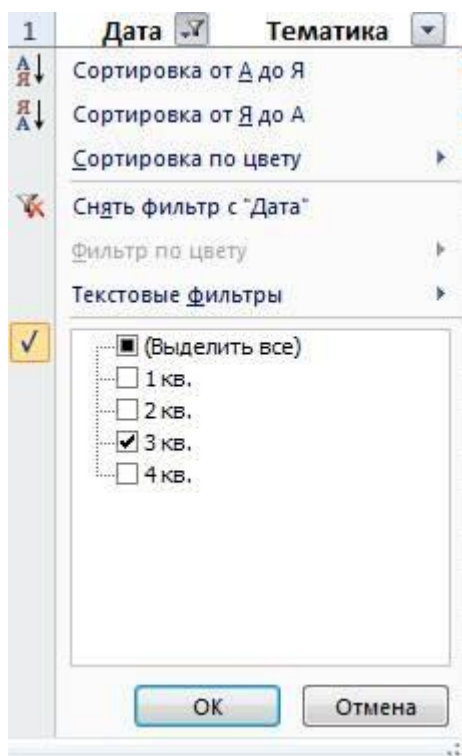 1 Дата Тематика
Сортировка от А до Я
Сортировка от Я до А
Сортировка по цвету
Снять фильтр с "Дата"
Фильтр по цвету
Текстовые фильтры
(Выделить все)
1 кв.
2 кв.
3 кв.
4 кв.
ОК Отмена